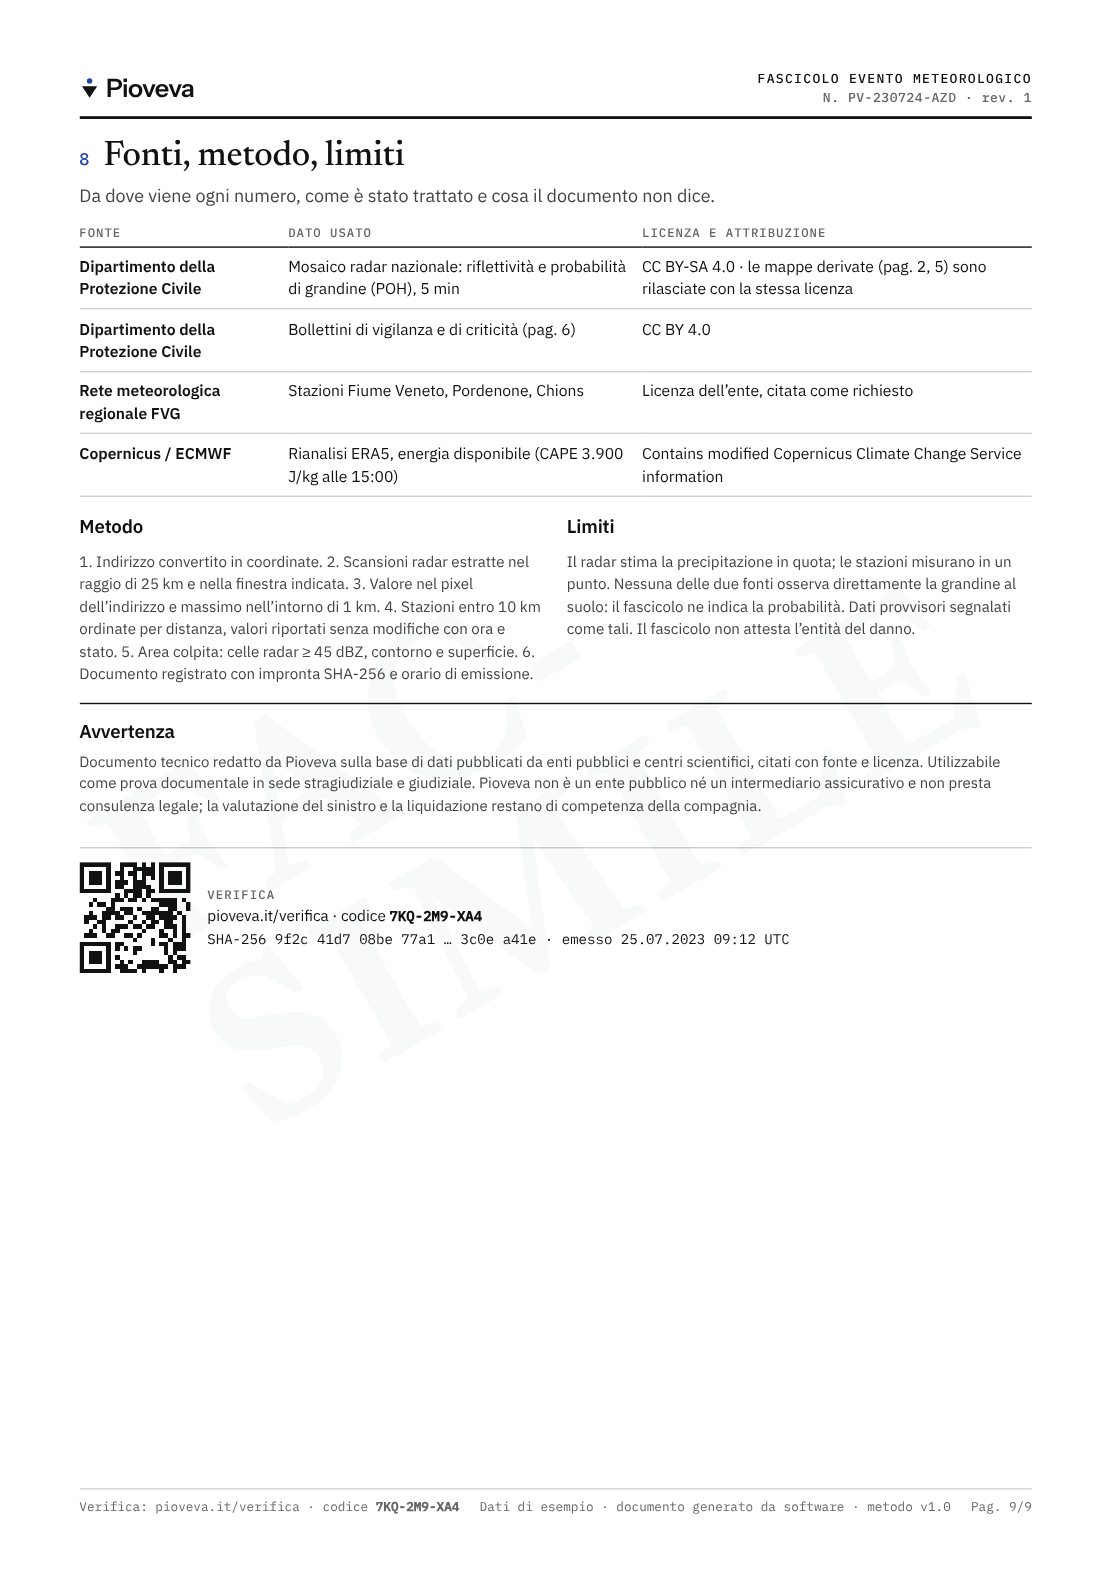 Pioveva
FASCICOLO EVENTO METEOROLOGICO
N. PV-230724-AZD · rev. 1
8 Fonti, metodo, limiti
Da dove viene ogni numero, come è stato trattato e cosa il documento non dice.
FONTE DATO USATO LICENZA E ATTRIBUZIONE
Dipartimento della Mosaico radar nazionale: riflettività e probabilità CC BY-SA 4.0 · le mappe derivate (pag. 2, 5) sono
Protezione Civile di grandine (POH), 5 min rilasciate con la stessa licenza
Dipartimento della Bollettini di vigilanza e di criticità (pag. 6) CC BY 4.0
Protezione Civile
Rete meteorologica Stazioni Fiume Veneto, Pordenone, Chions Licenza dell’ente, citata come richiesto
regionale FVG
Copernicus / ECMWF Rianalisi ERA5, energia disponibile (CAPE 3.900 Contains modified Copernicus Climate Change Service
J/kg alle 15:00) information
Metodo
1. Indirizzo convertito in coordinate. 2. Scansioni radar estratte nel
raggio di 25 km e nella finestra indicata. 3. Valore nel pixel
dell’indirizzo e massimo nell’intorno di 1 km. 4. Stazioni entro 10 km
ordinate per distanza, valori riportati senza modifiche con ora e
stato. 5. Area colpita: celle radar ≥ 45 dBZ, contorno e superficie. 6.
Documento registrato con impronta SHA-256 e orario di emissione.
Limiti
Il radar stima la precipitazione in quota; le stazioni misurano in un
punto. Nessuna delle due fonti osserva direttamente la grandine al
suolo: il fascicolo ne indica la probabilità. Dati provvisori segnalati
come tali. Il fascicolo non attesta l’entità del danno.
Avvertenza
Documento tecnico redatto da Pioveva sulla base di dati pubblicati da enti pubblici e centri scientifici, citati con fonte e licenza. Utilizzabile
come prova documentale in sede stragiudiziale e giudiziale. Pioveva non è un ente pubblico né un intermediario assicurativo e non presta
consulenza legale; la valutazione del sinistro e la liquidazione restano di competenza della compagnia.
FAC-
SIMILE
VERIFICA
pioveva.it/verifica · codice 7KQ-2M9-XA4
SHA-256 9f2c 41d7 08be 77a1 … 3c0e a41e · emesso 25.07.2023 09:12 UTC
Verifica: pioveva.it/verifica · codice 7KQ-2M9-XA4 Dati di esempio · documento generato da software · metodo v1.0 Pag. 9/9